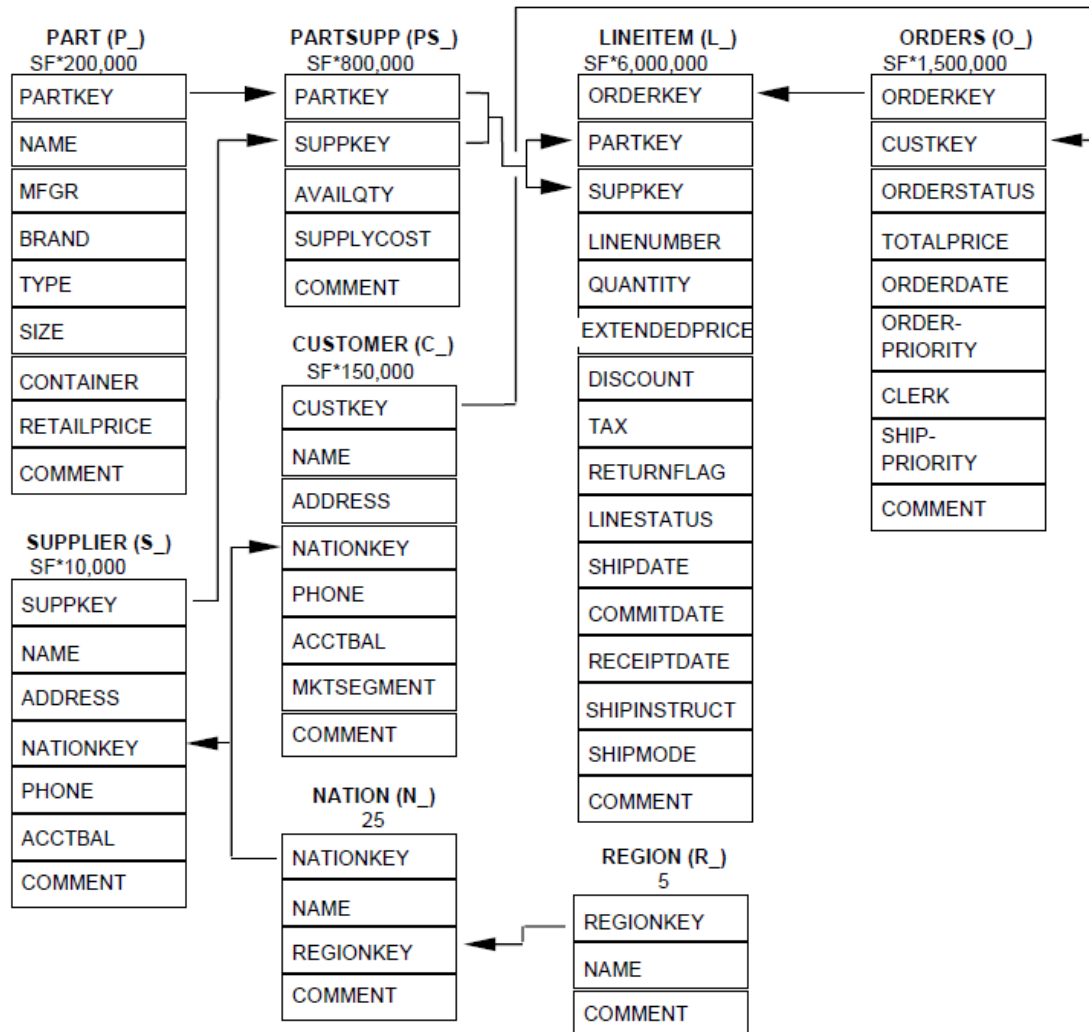 PART (P_)
SF*200,000
PARTKEY
NAME
MFGR
BRAND
TYPE
SIZE
CONTAINER
RETAILPRICE
COMMENT
SUPPLIER (S_)
SF*10,000
SUPPKEY
NAME
ADDRESS
NATIONKEY
PHONE
ACCTBAL
COMMENT
PARTSUPP (PS_)
SF*800,000
PARTKEY
SUPPKEY
AVAILQTY
SUPPLYCOST
COMMENT
CUSTOMER (C_)
SF*150,000
CUSTKEY
NAME
ADDRESS
NATIONKEY
PHONE
ACCTBAL
MKTSEGMENT
COMMENT
NATION (N_)
25
NATIONKEY
NAME
REGIONKEY
COMMENT
LINEITEM (L_)
SF*6,000,000
ORDERKEY
PARTKEY
SUPPKEY
LINENUMBER
QUANTITY
EXTENDEDPRICE
DISCOUNT
TAX
RETURNFLAG
LINESTATUS
SHIPDATE
COMMITDATE
RECEIPTDATE
SHIPINSTRUCT
SHIPMODE
COMMENT
REGION (R_)
5
REGIONKEY
NAME
COMMENT
ORDERS (O_)
SF*1,500,000
ORDERKEY
CUSTKEY
ORDERSTATUS
TOTALPRICE
ORDERDATE
ORDER-
PRIORITY
CLERK
SHIP-
PRIORITY
COMMENT